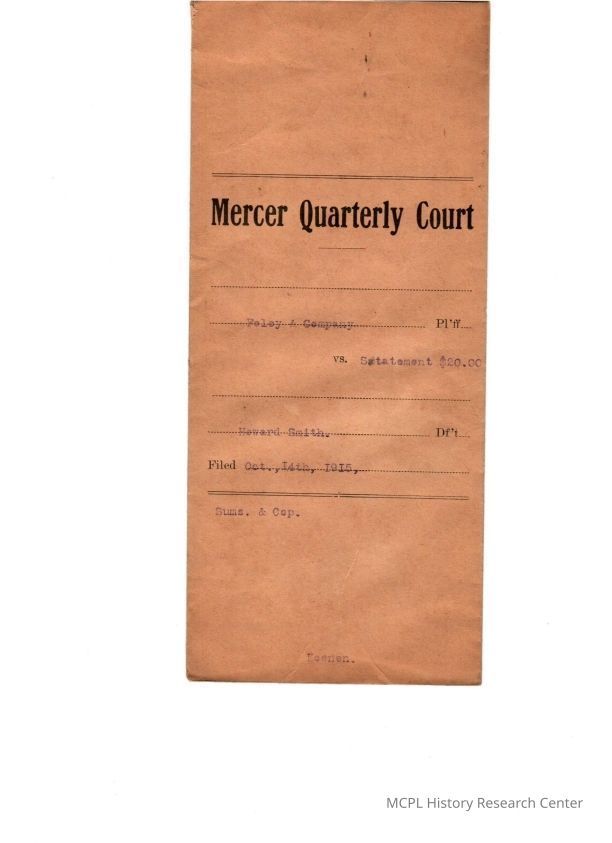 Mercer Quarterly Court
Foley & Company Pl'ff
vs. Statement $20.00
Howard Smith. Df't
Filed Oct., 14th, 1915,
Sums. & Cop.
MCPL History Research Center